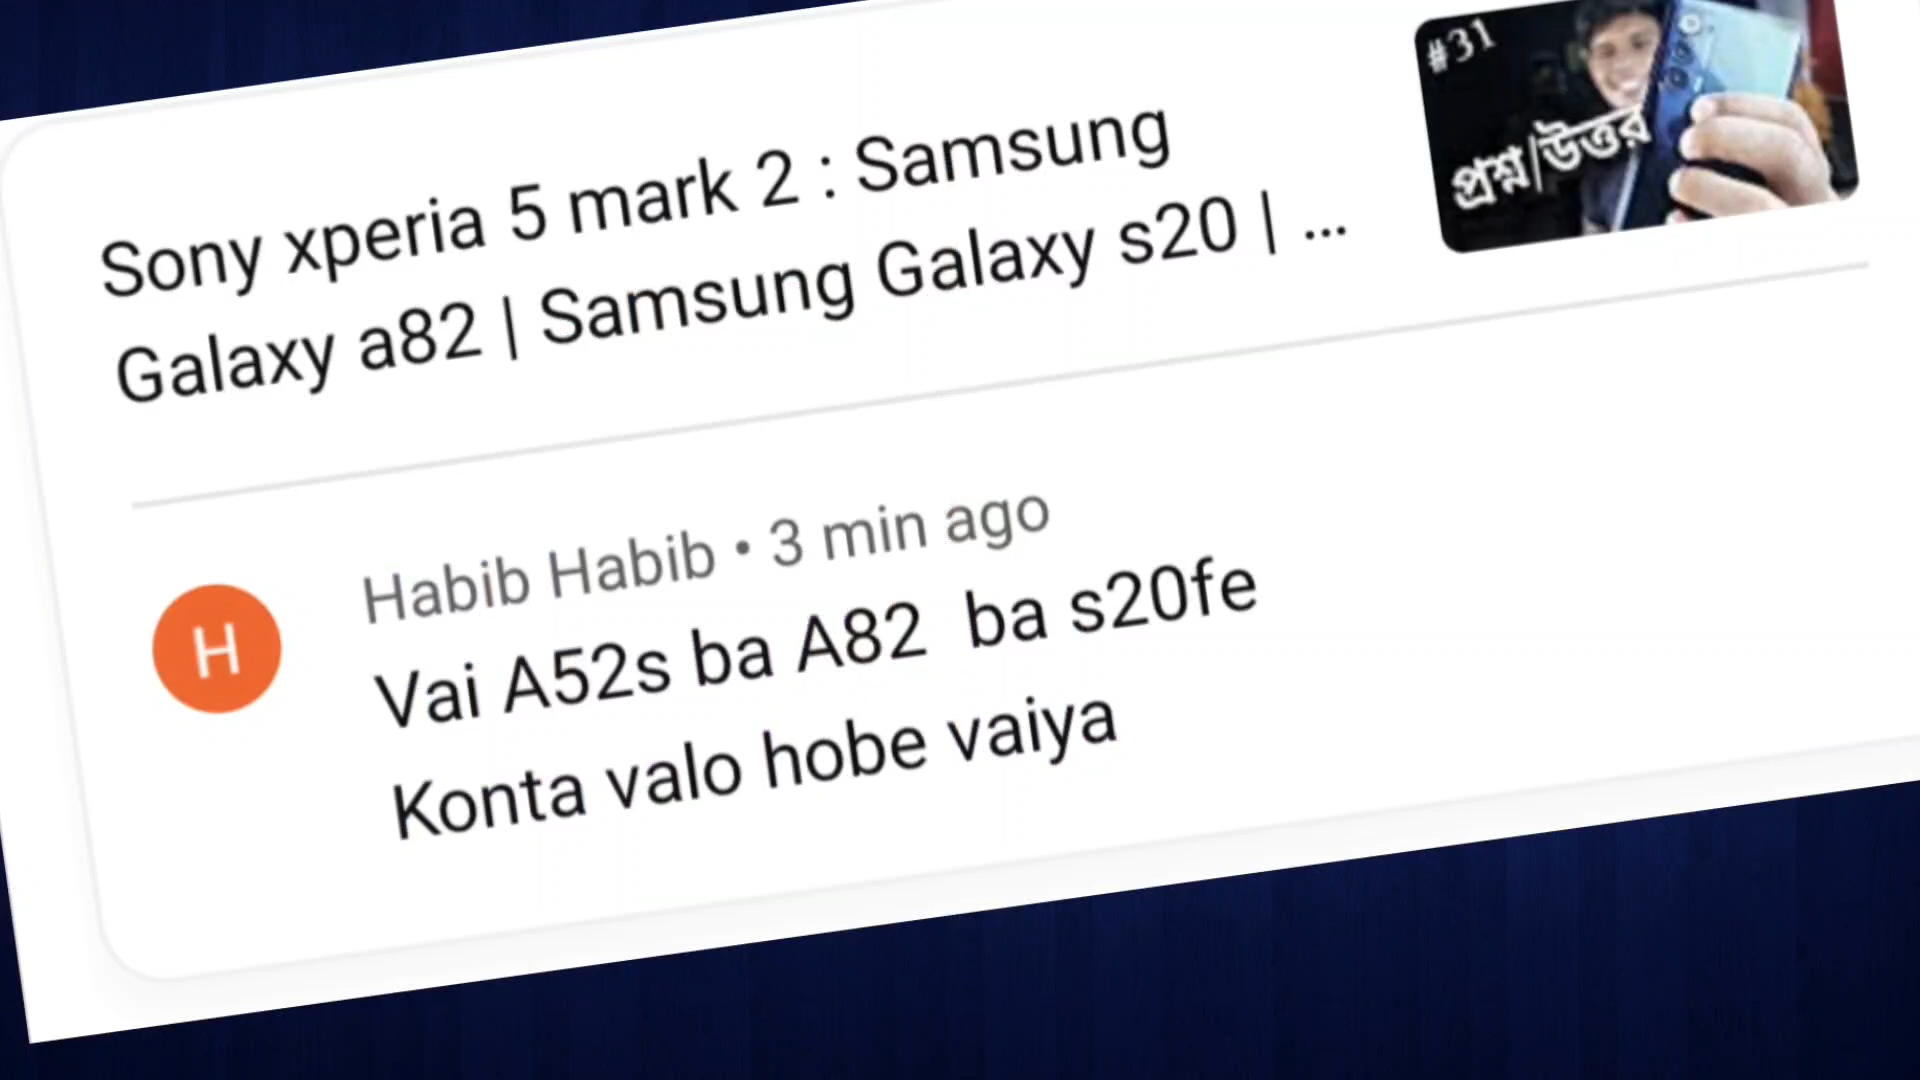 #31
প্রশ্ন/উত্তর
Sony xperia 5 mark 2 : Samsung
Galaxy a82 | Samsung Galaxy s20 | ...
Habib Habib • 3 min ago
H
Vai A52s ba A82 ba s20fe
Konta valo hobe vaiya